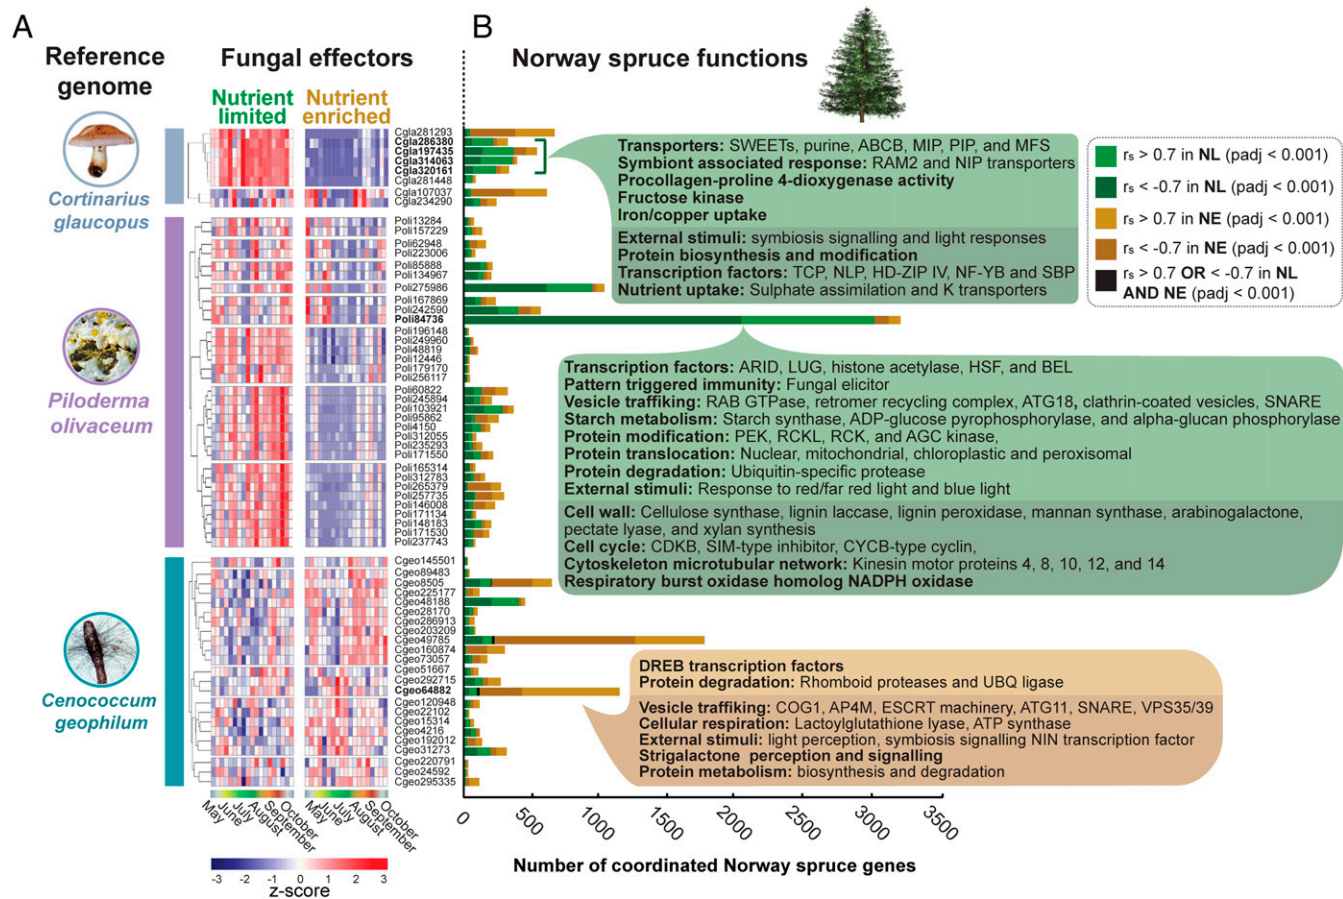 A
B
Reference
genome
Fungal effectors
Norway spruce functions
Nutrient
limited
Nutrient
enriched
Cortinarius
glaucopus
Piloderma
olivaceum
Cenococcum
geophilum
Cgla281293
Cgla286380
Cgla197435
Cgla314063
Cgla320161
Cgla281448
Cgla107037
Cgla234290
Poli13284
Poli157229
Poli62948
Poli223006
Poli85888
Poli134967
Poli275986
Poli167869
Poli242590
Poli84736
Poli196148
Poli249960
Poli48819
Poli12446
Poli179170
Poli256117
Poli60822
Poli245894
Poli103921
Poli95862
Poli4150
Poli312055
Poli235293
Poli171550
Poli165314
Poli312783
Poli265379
Poli257735
Poli146008
Poli171134
Poli148183
Poli171530
Poli237743
Cgeo145501
Cgeo89483
Cgeo8505
Cgeo225177
Cgeo48188
Cgeo28170
Cgeo286913
Cgeo203209
Cgeo49785
Cgeo160874
Cgeo73057
Cgeo51667
Cgeo292715
Cgeo64882
Cgeo120948
Cgeo22102
Cgeo15314
Cgeo4216
Cgeo192012
Cgeo31273
Cgeo220791
Cgeo24592
Cgeo295335
May
June
July
August
September
October
May
June
July
August
September
October
-3 -2 -1 0 1 2 3
z-score
Transporters: SWEETs, purine, ABCB, MIP, PIP, and MFS
Symbiont associated response: RAM2 and NIP transporters
Procollagen-proline 4-dioxygenase activity
Fructose kinase
Iron/copper uptake
External stimuli: symbiosis signalling and light responses
Protein biosynthesis and modification
Transcription factors: TCP, NLP, HD-ZIP IV, NF-YB and SBP
Nutrient uptake: Sulphate assimilation and K transporters
rs > 0.7 in NL (padj < 0.001)
rs < -0.7 in NL (padj < 0.001)
rs > 0.7 in NE (padj < 0.001)
rs < -0.7 in NE (padj < 0.001)
rs > 0.7 OR < -0.7 in NL
AND NE (padj < 0.001)
Transcription factors: ARID, LUG, histone acetylase, HSF, and BEL
Pattern triggered immunity: Fungal elicitor
Vesicle traffiking: RAB GTPase, retromer recycling complex, ATG18, clathrin-coated vesicles, SNARE
Starch metabolism: Starch synthase, ADP-glucose pyrophosphorylase, and alpha-glucan phosphorylase
Protein modification: PEK, RCKL, RCK, and AGC kinase,
Protein translocation: Nuclear, mitochondrial, chloroplastic and peroxisomal
Protein degradation: Ubiquitin-specific protease
External stimuli: Response to red/far red light and blue light
Cell wall: Cellulose synthase, lignin laccase, lignin peroxidase, mannan synthase, arabinogalactone,
pectate lyase, and xylan synthesis
Cell cycle: CDKB, SIM-type inhibitor, CYCB-type cyclin,
Cytoskeleton microtubular network: Kinesin motor proteins 4, 8, 10, 12, and 14
Respiratory burst oxidase homolog NADPH oxidase
DREB transcription factors
Protein degradation: Rhomboid proteases and UBQ ligase
Vesicle traffiking: COG1, AP4M, ESCRT machinery, ATG11, SNARE, VPS35/39
Cellular respiration: Lactoylglutathione lyase, ATP synthase
External stimuli: light perception, symbiosis signalling NIN transcription factor
Strigalactone perception and signalling
Protein metabolism: biosynthesis and degradation
0
500
1000
1500
2000
2500
3000
3500
Number of coordinated Norway spruce genes